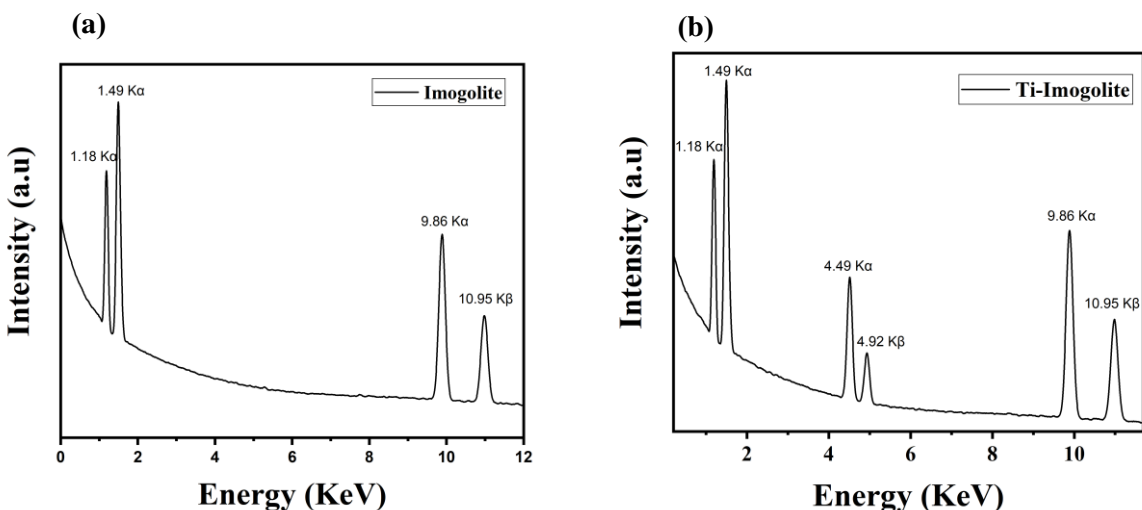 (a)
Imogolite
1.49 Kα
1.18 Kα
9.86 Kα
10.95 Kβ
Intensity (a.u)
0 2 4 6 8 10 12
Energy (KeV)
(b)
Ti-Imogolite
1.49 Kα
1.18 Kα
4.49 Kα
4.92 Kβ
9.86 Kα
10.95 Kβ
Intensity (a.u)
2 4 6 8 10
Energy (KeV)